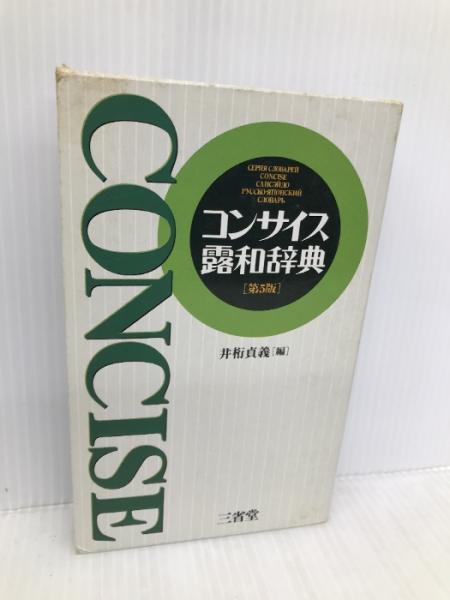 CONCISE
СЕРИЯ СЛОВАРЕЙ
CONCISE
САНСЭЙДО
РУССКО-ЯПОНСКИЙ
СЛОВАРЬ
コンサイス
露和辞典
[第5版]
井桁貞義[編]
三省堂